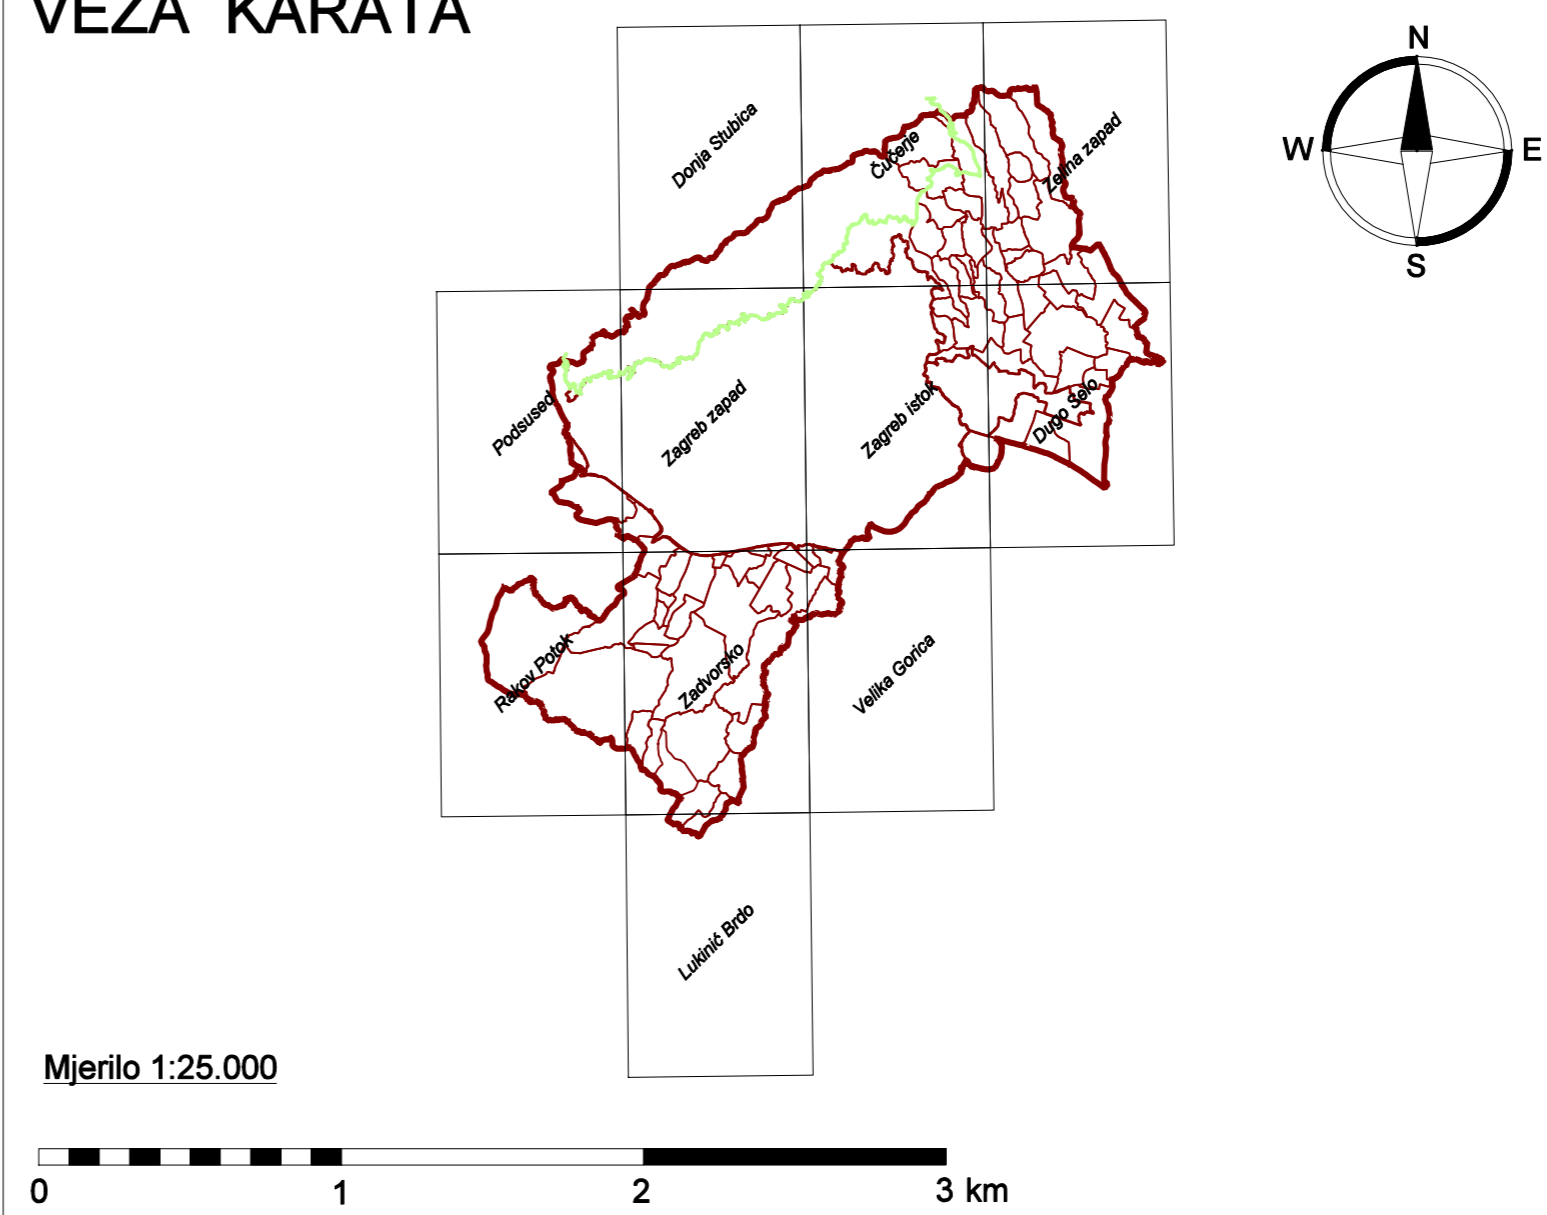 VEZA KARATA
N
W E
S
Donja Stubica
Čučerje
Zelina zapad
Podsused
Zagreb zapad
Zagreb istok
Dugo Selo
Rakov Potok
Zadvorsko
Velika Gorica
Lukinić Brdo
Mjerilo 1:25.000
0 1 2 3 km